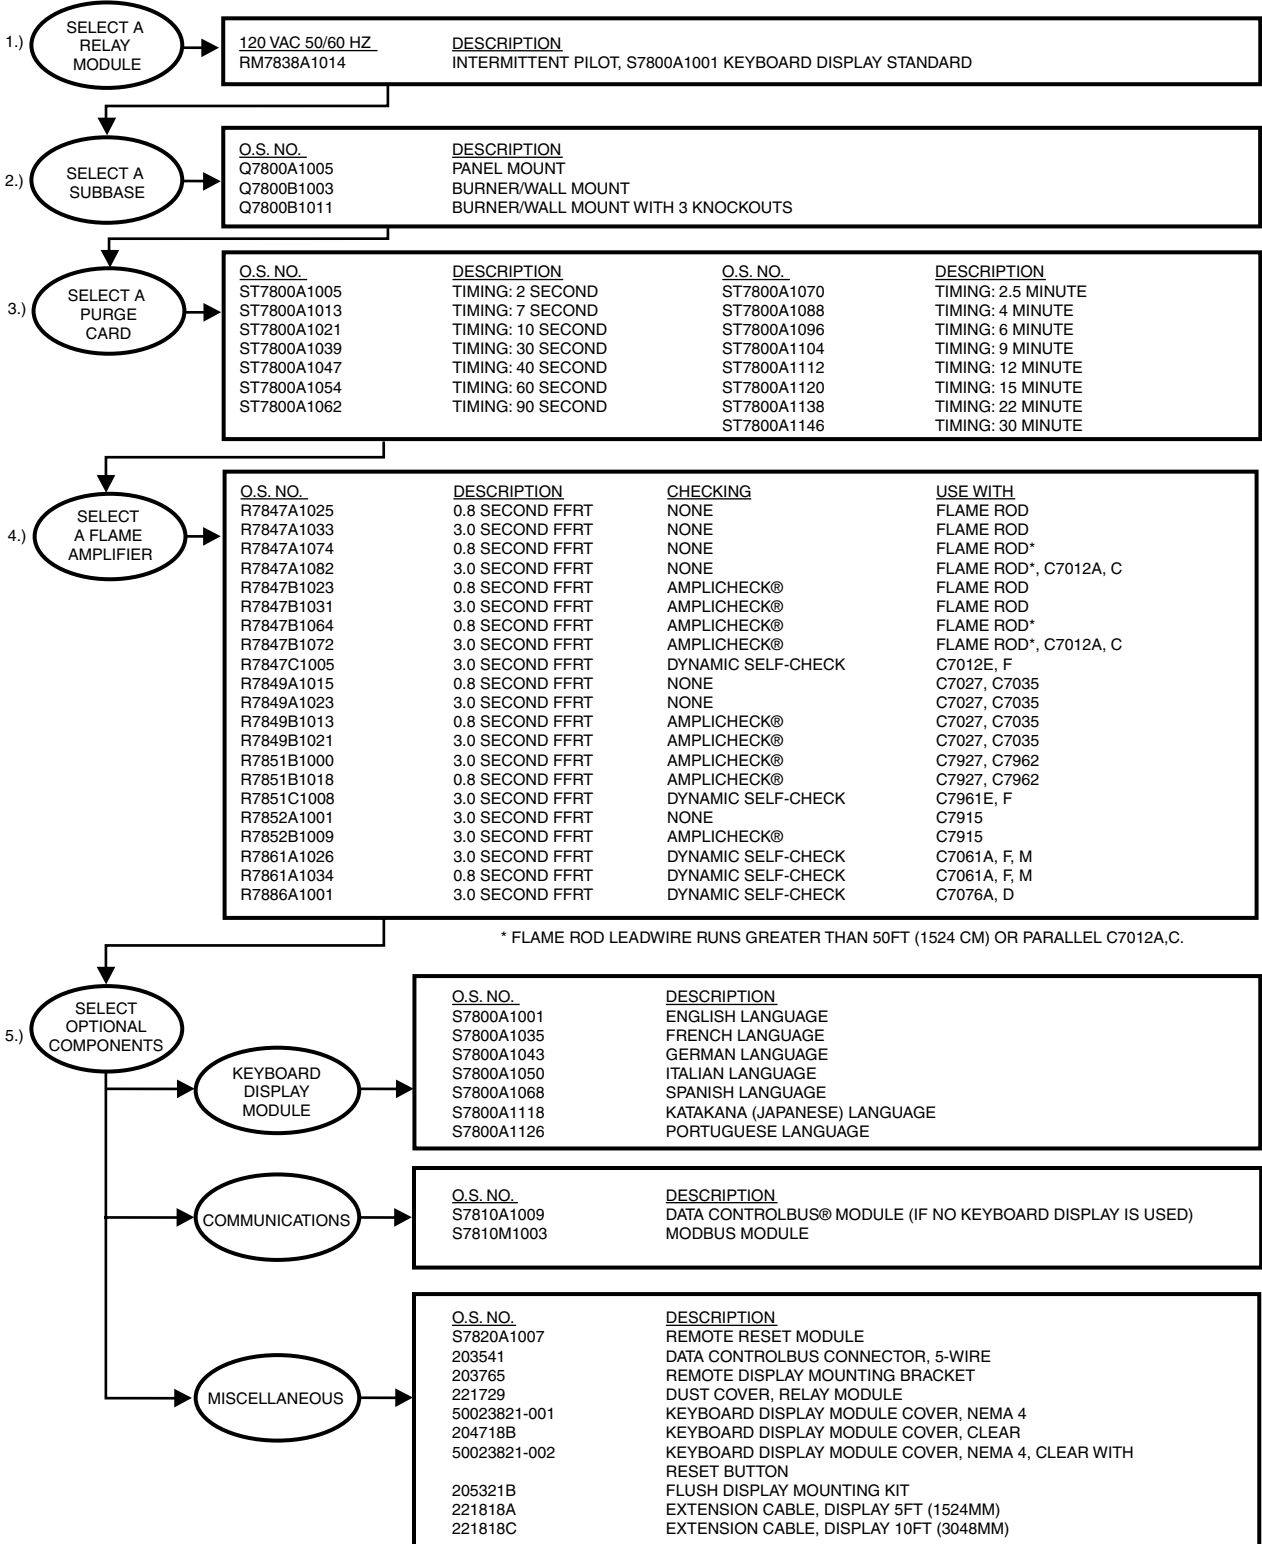 1.)
SELECT A
RELAY
MODULE
120 VAC 50/60 HZ DESCRIPTION
RM7838A1014 INTERMITTENT PILOT, S7800A1001 KEYBOARD DISPLAY STANDARD
2.)
SELECT A
SUBBASE
O.S. NO. DESCRIPTION
Q7800A1005 PANEL MOUNT
Q7800B1003 BURNER/WALL MOUNT
Q7800B1011 BURNER/WALL MOUNT WITH 3 KNOCKOUTS
3.)
SELECT A
PURGE
CARD
O.S. NO. DESCRIPTION O.S. NO. DESCRIPTION
ST7800A1005 TIMING: 2 SECOND ST7800A1070 TIMING: 2.5 MINUTE
ST7800A1013 TIMING: 7 SECOND ST7800A1088 TIMING: 4 MINUTE
ST7800A1021 TIMING: 10 SECOND ST7800A1096 TIMING: 6 MINUTE
ST7800A1039 TIMING: 30 SECOND ST7800A1104 TIMING: 9 MINUTE
ST7800A1047 TIMING: 40 SECOND ST7800A1112 TIMING: 12 MINUTE
ST7800A1054 TIMING: 60 SECOND ST7800A1120 TIMING: 15 MINUTE
ST7800A1062 TIMING: 90 SECOND ST7800A1138 TIMING: 22 MINUTE
ST7800A1146 TIMING: 30 MINUTE
4.)
SELECT
A FLAME
AMPLIFIER
O.S. NO. DESCRIPTION CHECKING USE WITH
R7847A1025 0.8 SECOND FFRT NONE FLAME ROD
R7847A1033 3.0 SECOND FFRT NONE FLAME ROD
R7847A1074 0.8 SECOND FFRT NONE FLAME ROD*
R7847A1082 3.0 SECOND FFRT NONE FLAME ROD*, C7012A, C
R7847B1023 0.8 SECOND FFRT AMPLICHECK® FLAME ROD
R7847B1031 3.0 SECOND FFRT AMPLICHECK® FLAME ROD
R7847B1064 0.8 SECOND FFRT AMPLICHECK® FLAME ROD*
R7847B1072 3.0 SECOND FFRT AMPLICHECK® FLAME ROD*, C7012A, C
R7847C1005 3.0 SECOND FFRT DYNAMIC SELF-CHECK C7012E, F
R7849A1015 0.8 SECOND FFRT NONE C7027, C7035
R7849A1023 3.0 SECOND FFRT NONE C7027, C7035
R7849B1013 0.8 SECOND FFRT AMPLICHECK® C7027, C7035
R7849B1021 3.0 SECOND FFRT AMPLICHECK® C7027, C7035
R7851B1000 3.0 SECOND FFRT AMPLICHECK® C7927, C7962
R7851B1018 0.8 SECOND FFRT AMPLICHECK® C7927, C7962
R7851C1008 3.0 SECOND FFRT DYNAMIC SELF-CHECK C7961E, F
R7852A1001 3.0 SECOND FFRT NONE C7915
R7852B1009 3.0 SECOND FFRT AMPLICHECK® C7915
R7861A1026 3.0 SECOND FFRT DYNAMIC SELF-CHECK C7061A, F, M
R7861A1034 0.8 SECOND FFRT DYNAMIC SELF-CHECK C7061A, F, M
R7886A1001 3.0 SECOND FFRT DYNAMIC SELF-CHECK C7076A, D
* FLAME ROD LEADWIRE RUNS GREATER THAN 50FT (1524 CM) OR PARALLEL C7012A,C.
5.)
SELECT
OPTIONAL
COMPONENTS
KEYBOARD
DISPLAY
MODULE
O.S. NO. DESCRIPTION
S7800A1001 ENGLISH LANGUAGE
S7800A1035 FRENCH LANGUAGE
S7800A1043 GERMAN LANGUAGE
S7800A1050 ITALIAN LANGUAGE
S7800A1068 SPANISH LANGUAGE
S7800A1118 KATAKANA (JAPANESE) LANGUAGE
S7800A1126 PORTUGUESE LANGUAGE
COMMUNICATIONS
O.S. NO. DESCRIPTION
S7810A1009 DATA CONTROLBUS® MODULE (IF NO KEYBOARD DISPLAY IS USED)
S7810M1003 MODBUS MODULE
MISCELLANEOUS
O.S. NO. DESCRIPTION
S7820A1007 REMOTE RESET MODULE
203541 DATA CONTROLBUS CONNECTOR, 5-WIRE
203765 REMOTE DISPLAY MOUNTING BRACKET
221729 DUST COVER, RELAY MODULE
50023821-001 KEYBOARD DISPLAY MODULE COVER, NEMA 4
204718B KEYBOARD DISPLAY MODULE COVER, CLEAR
50023821-002 KEYBOARD DISPLAY MODULE COVER, NEMA 4, CLEAR WITH
RESET BUTTON
205321B FLUSH DISPLAY MOUNTING KIT
221818A EXTENSION CABLE, DISPLAY 5FT (1524MM)
221818C EXTENSION CABLE, DISPLAY 10FT (3048MM)